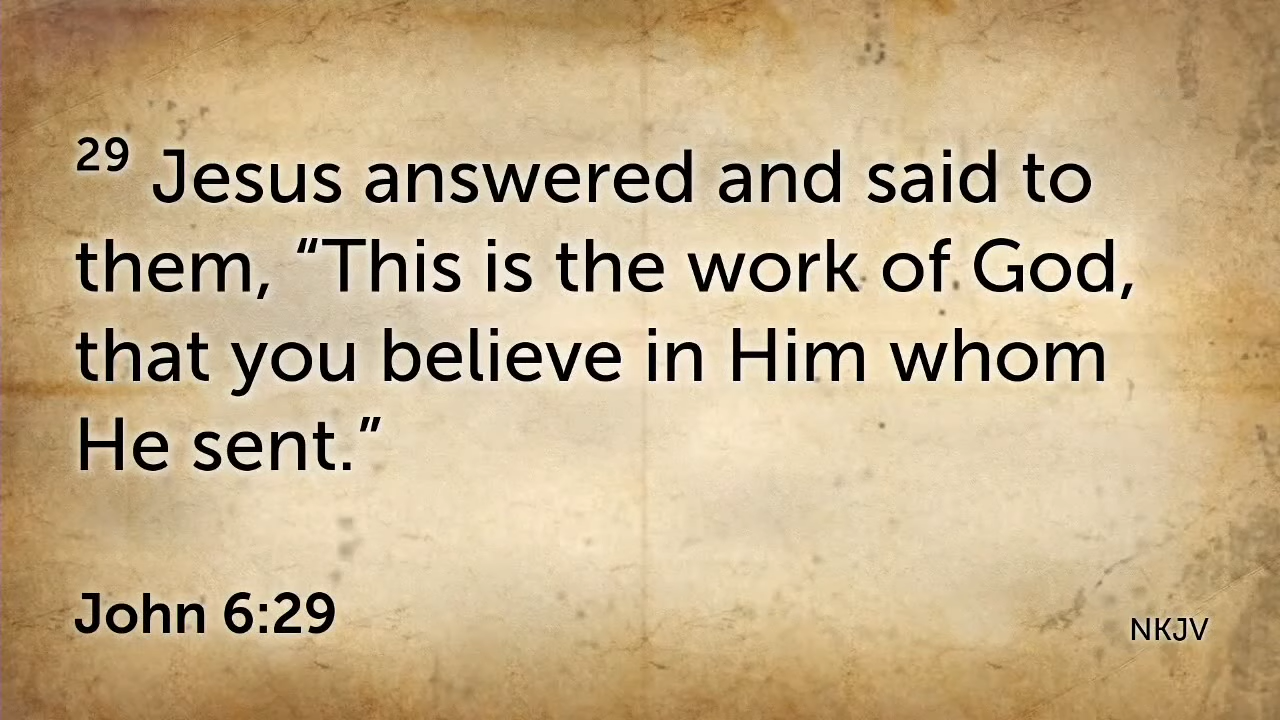 29 Jesus answered and said to
them, “This is the work of God,
that you believe in Him whom
He sent.”
John 6:29
NKJV